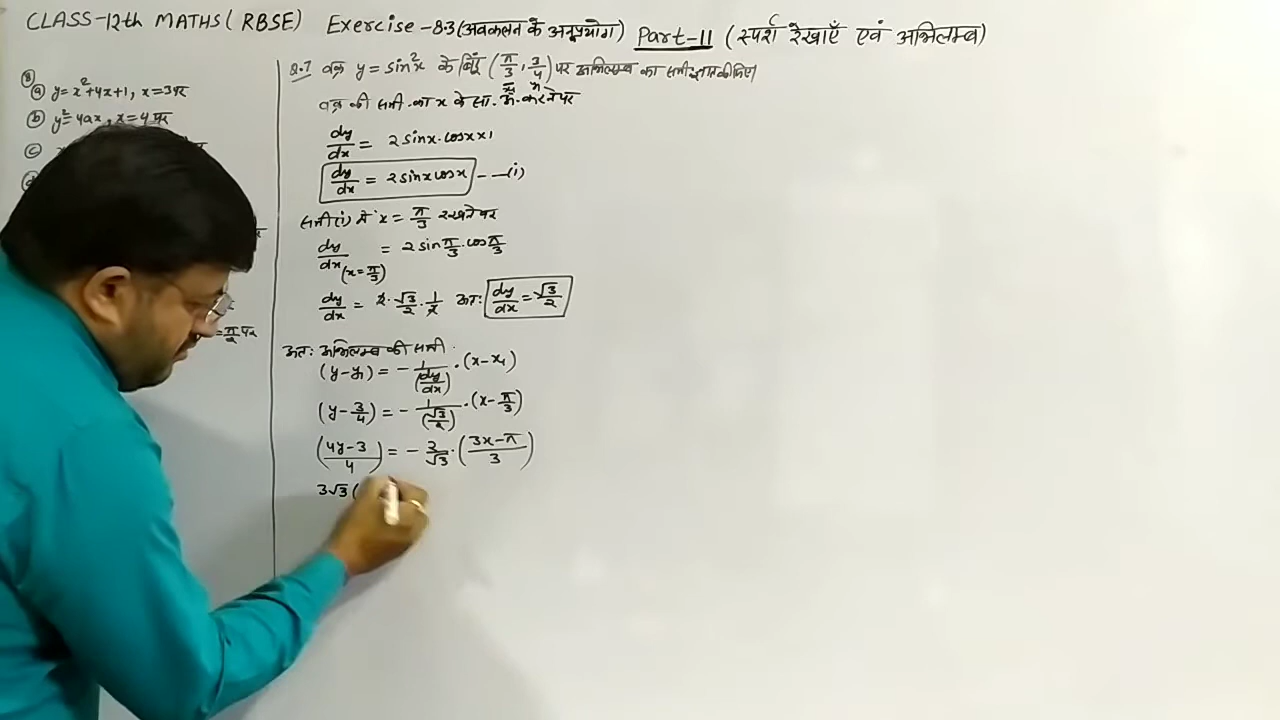 CLASS-12th MATHS (RBSE) Exercise-8.3 (अवकलन के अनुप्रयोग) Part-II (स्पर्श रेखाएँ एवं अभिलम्ब)
⑧
ⓐ y = x²+4x+1, x = 3 पर
ⓑ y² = 4ax, x = 4 पर
ⓒ
= π/2 पर
Q.7 वक्र y = sin²x के बिंदु (π/3, 3/4) पर अभिलम्ब का समी. ज्ञात कीजिए
x₁ y₁
वक्र की समी. का x के सा. अ. करने पर
dy/dx = 2 sinx·cosx×1
dy/dx = 2 sinx cosx --- (i)
समी (i) में x = π/3 रखने पर
dy/dx (x = π/3) = 2 sin π/3 · cos π/3
dy/dx = 2 · √3/2 · 1/2 अतः dy/dx = √3/2
अतः अभिलम्ब की समी.
(y-y₁) = - 1/(dy/dx) · (x-x₁)
(y - 3/4) = - 1/(√3/2) · (x - π/3)
((4y-3)/4) = - 2/√3 · ((3x-π)/3)
3√3 (